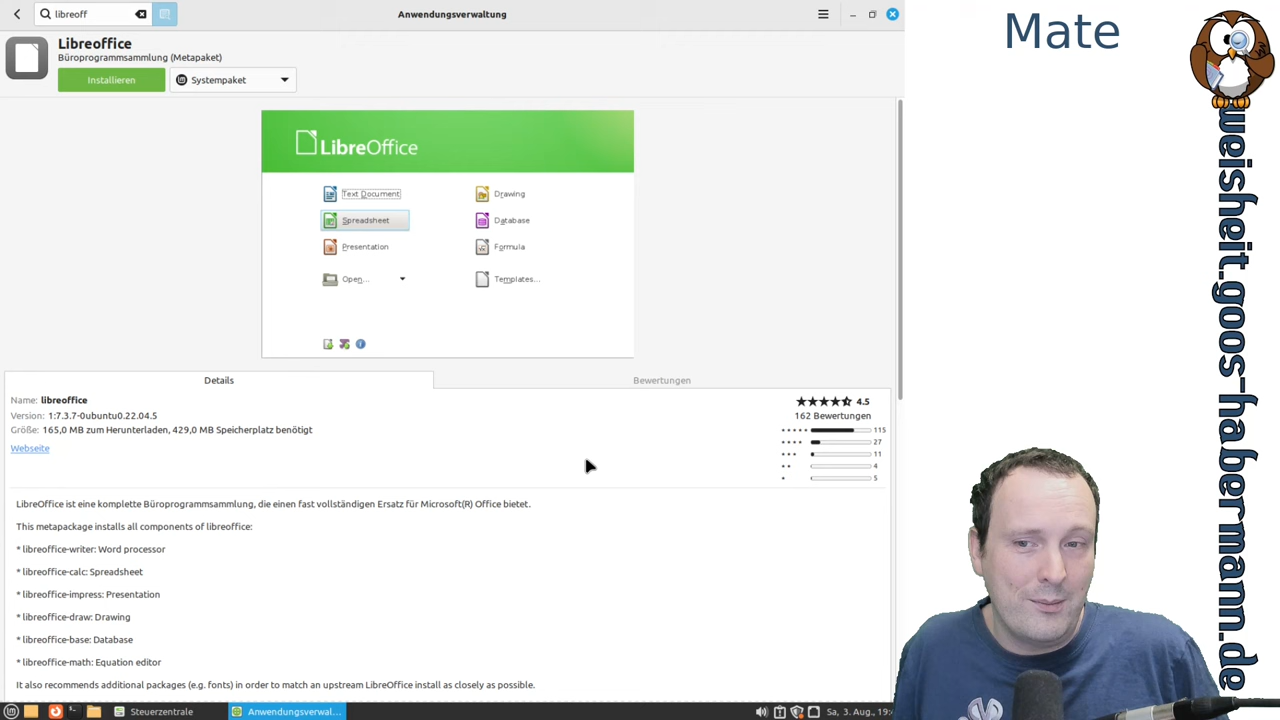 libreoff
Anwendungsverwaltung
Mate
Libreoffice
Büroprogrammsammlung (Metapaket)
Installieren
Systempaket
LibreOffice
Text Document
Drawing
Spreadsheet
Database
Presentation
Formula
Open...
Templates...
Details
Bewertungen
Name: libreoffice
4.5
Version: 1:7.3.7-0ubuntu0.22.04.5
162 Bewertungen
Größe: 165,0 MB zum Herunterladen, 429,0 MB Speicherplatz benötigt
115
27
Webseite
11
4
5
LibreOffice ist eine komplette Büroprogrammsammlung, die einen fast vollständigen Ersatz für Microsoft(R) Office bietet.
This metapackage installs all components of libreoffice:
* libreoffice-writer: Word processor
* libreoffice-calc: Spreadsheet
* libreoffice-impress: Presentation
* libreoffice-draw: Drawing
* libreoffice-base: Database
* libreoffice-math: Equation editor
It also recommends additional packages (e.g. fonts) in order to match an upstream LibreOffice install as closely as possible.
Steuerzentrale
Anwendungsverwal...
Sa, 3. Aug., 19:
weisheit.goos-habermann.de